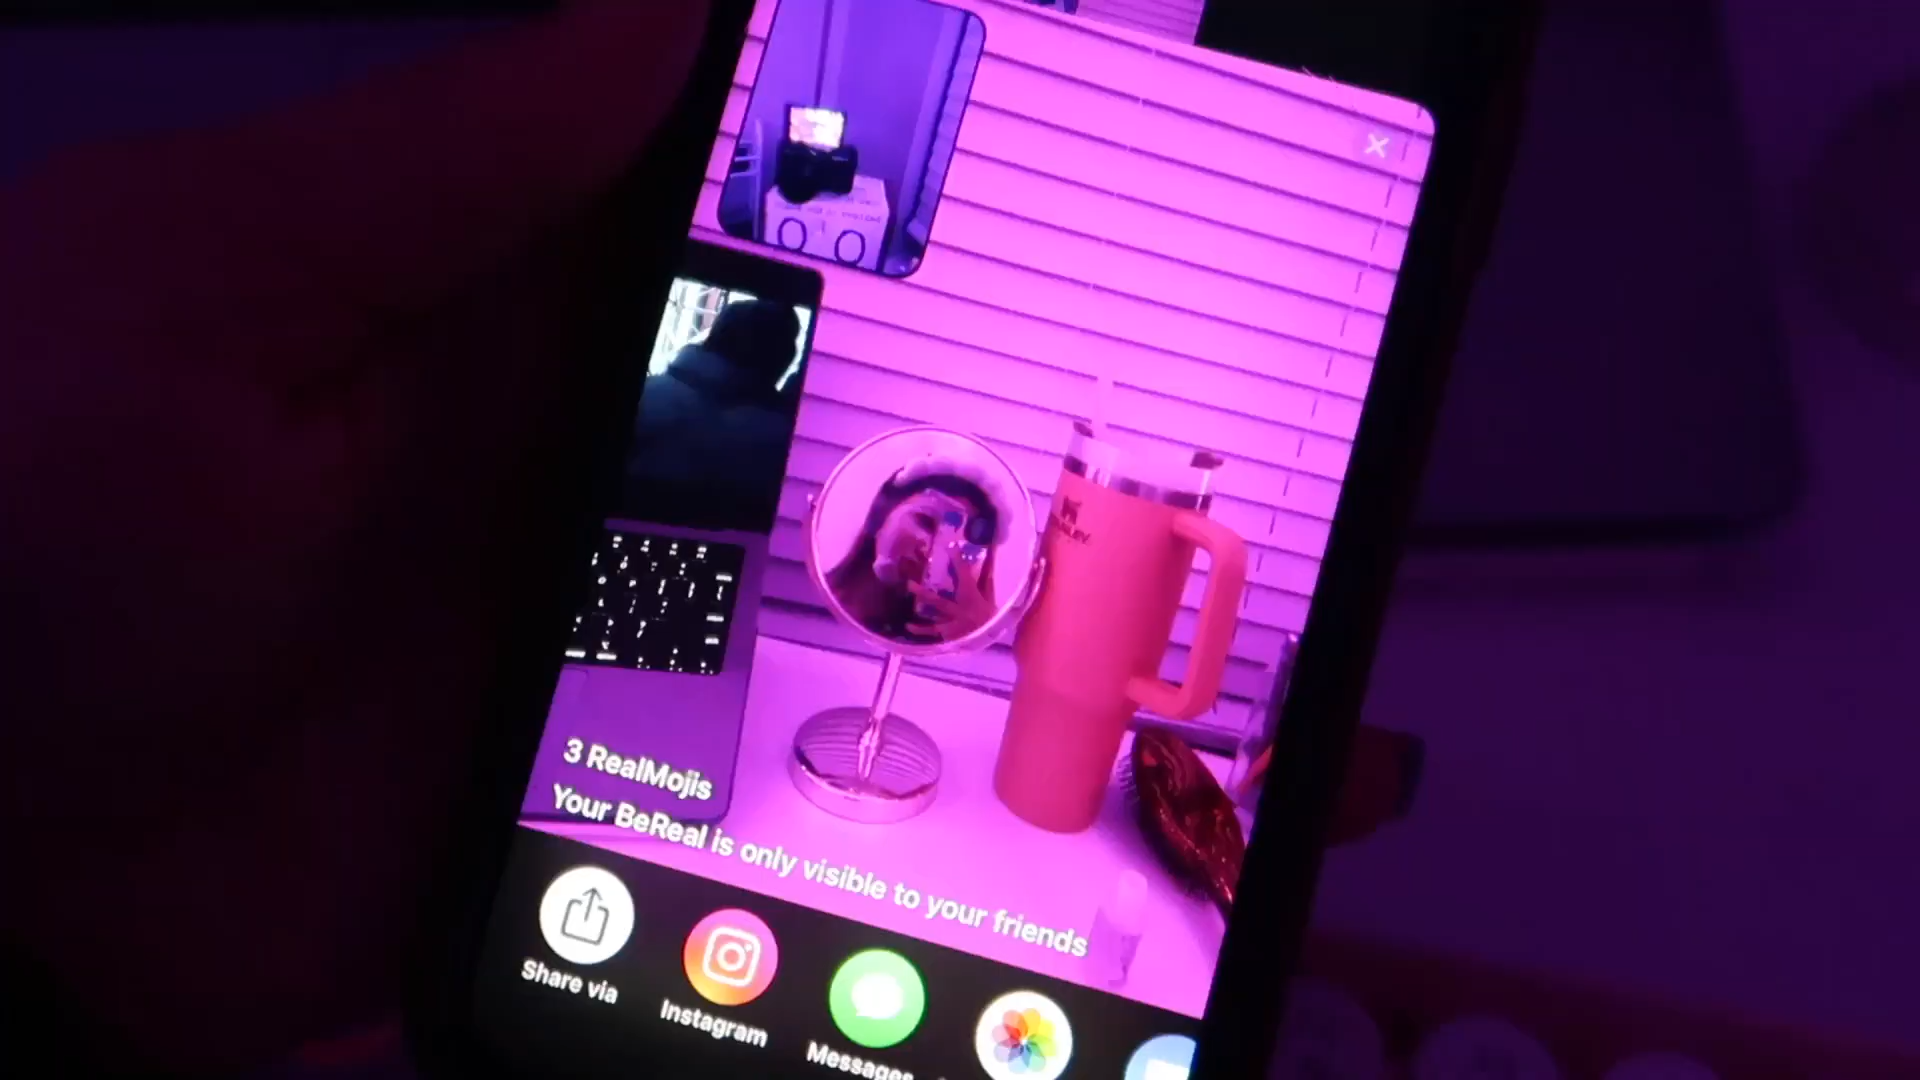 3 RealMojis
Your BeReal is only visible to your friends
Share via
Instagram
Messages